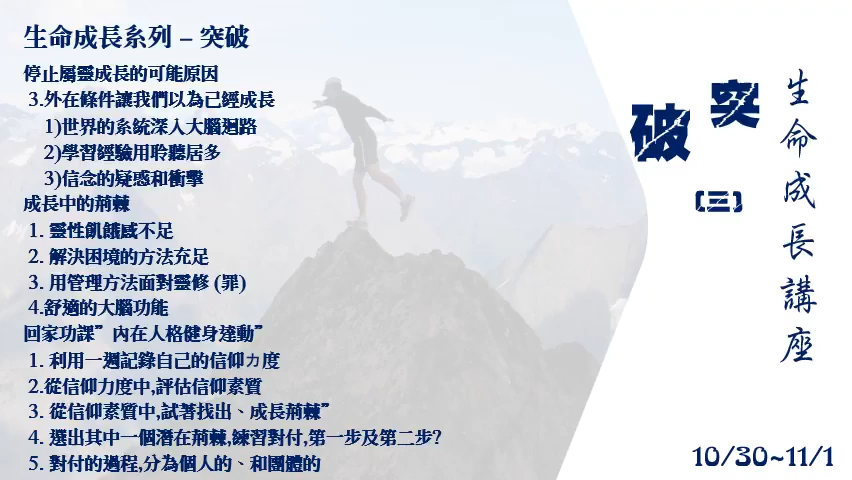 生命成長系列 – 突破
停止屬靈成長的可能原因
3.外在條件讓我們以為已經成長
1)世界的系統深入大腦迴路
2)學習經驗用聆聽居多
3)信念的疑惑和衝擊
成長中的荊棘
1. 靈性飢餓感不足
2. 解決困境的方法充足
3. 用管理方法面對靈修 (罪)
4.舒適的大腦功能
回家功課”內在人格健身達動”
1. 利用一週記錄自己的信仰力度
2.從信仰力度中,評估信仰素質
3. 從信仰素質中,試著找出、成長荊棘”
4. 選出其中一個潛在荊棘,練習對付,第一步及第二步?
5. 對付的過程,分為個人的、和團體的
突破
(三)
生命成長講座
10/30~11/1